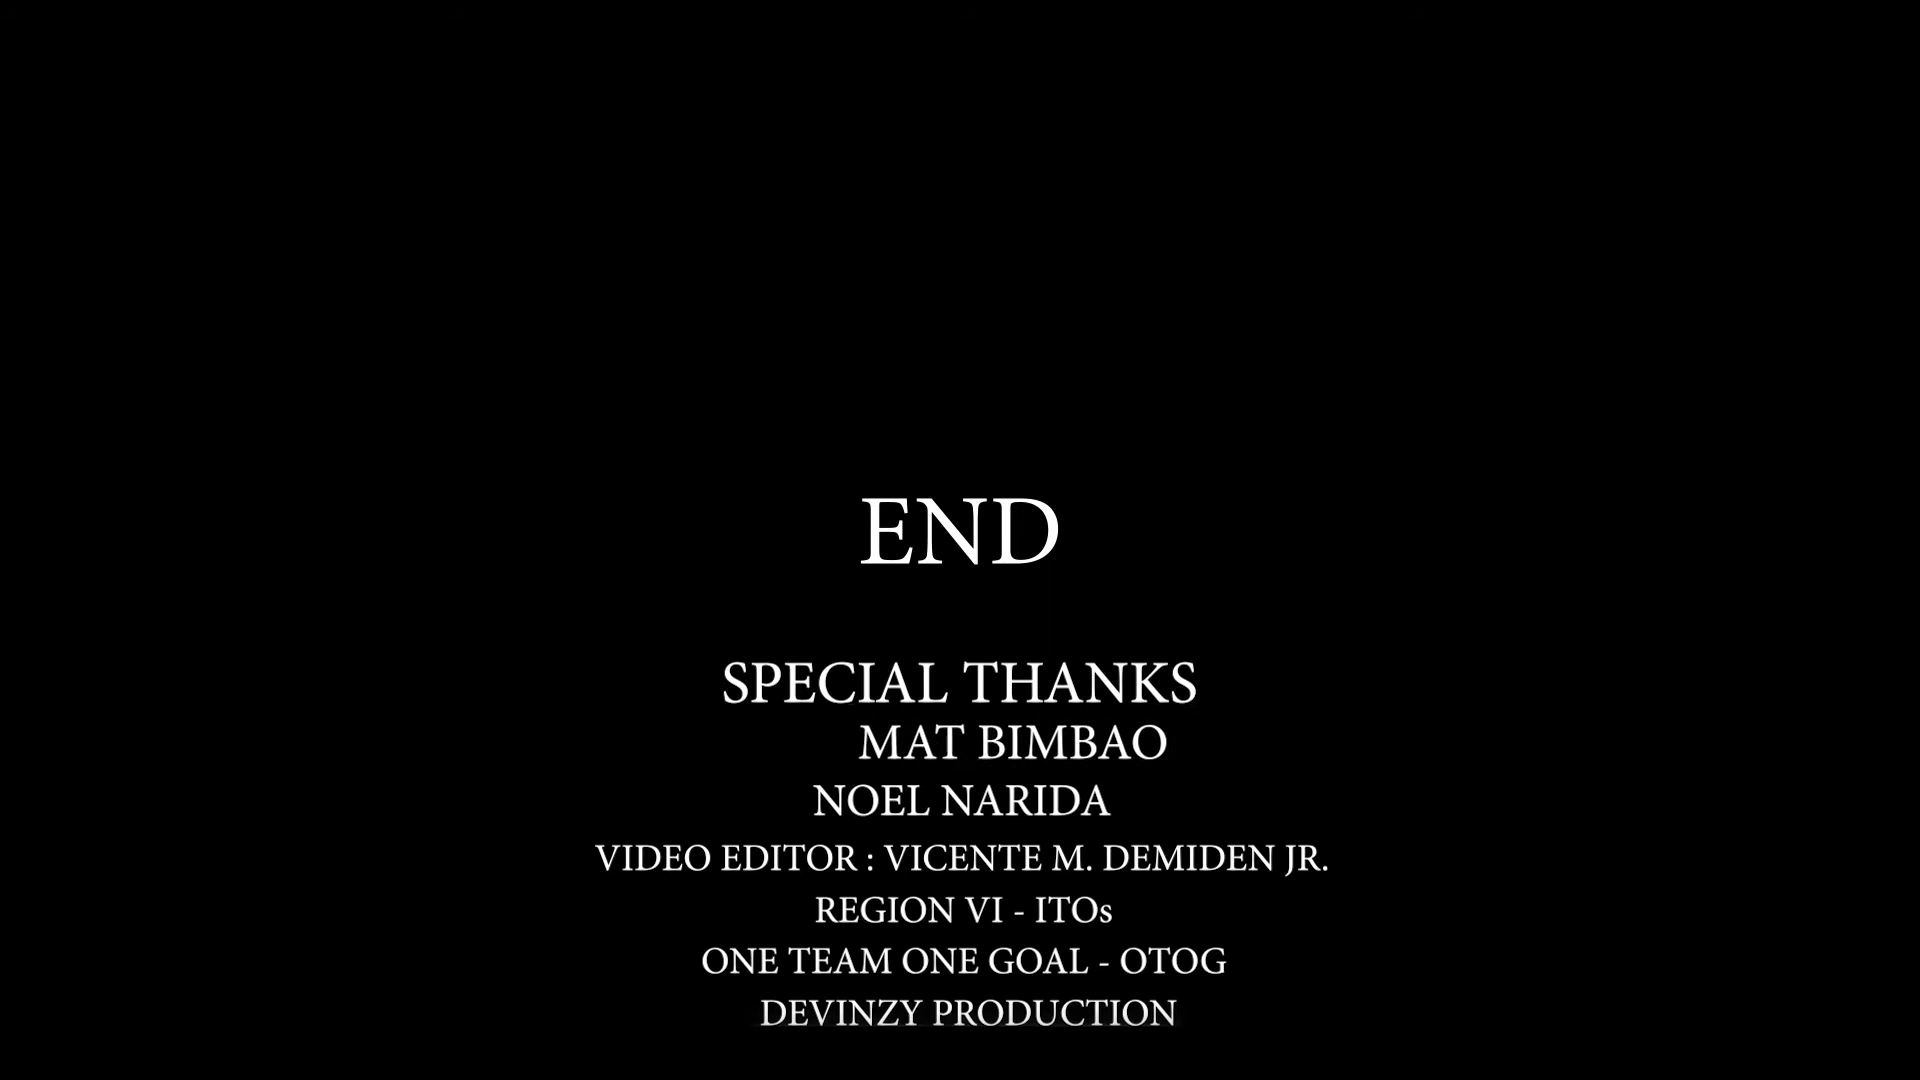 END
SPECIAL THANKS
MAT BIMBAO
NOEL NARIDA
VIDEO EDITOR : VICENTE M. DEMIDEN JR.
REGION VI - ITOs
ONE TEAM ONE GOAL - OTOG
DEVINZY PRODUCTION